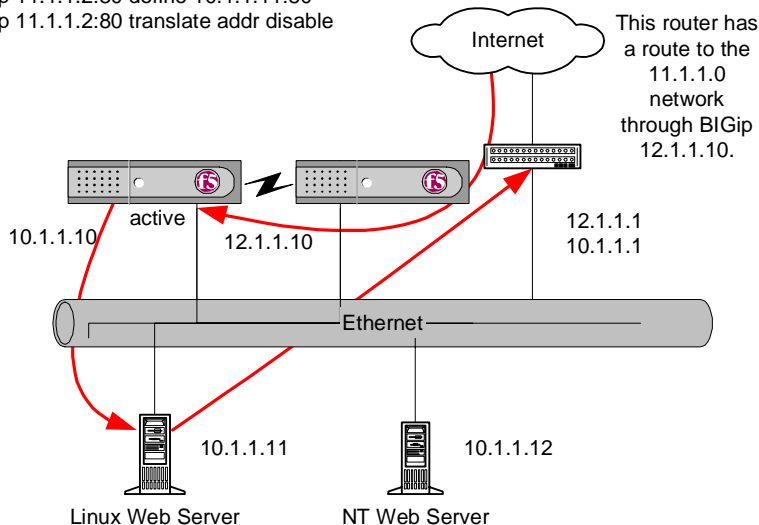 p 11.1.1.2:80 translate addr disable
Internet
This router has
a route to the
11.1.1.0
network
through BIGip
12.1.1.10.
active
10.1.1.10
12.1.1.10
12.1.1.1
10.1.1.1
Ethernet
10.1.1.11
10.1.1.12
Linux Web Server
NT Web Server